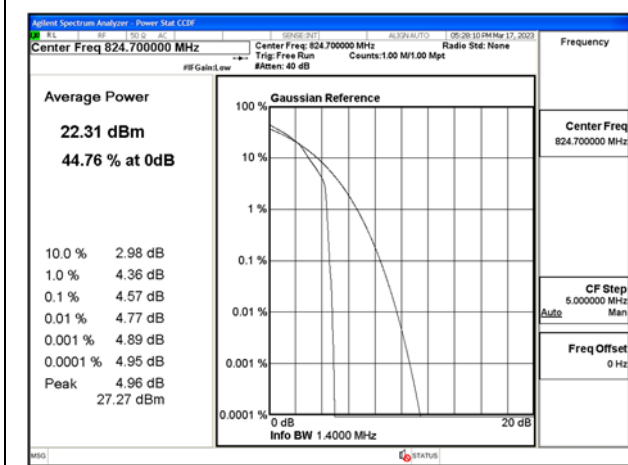 Agilent Spectrum Analyzer - Power Stat CCDF
RL RF 50 Ω AC SENSE:INT ALIGN AUTO 05:28:10 PM Mar 17, 2023
Center Freq 824.700000 MHz
Center Freq: 824.700000 MHz Radio Std: None
Trig: Free Run Counts:1.00 M/1.00 Mpt
#IFGain:Low #Atten: 40 dB
Frequency
Average Power
22.31 dBm
44.76 % at 0dB
10.0 % 2.98 dB
1.0 % 4.36 dB
0.1 % 4.57 dB
0.01 % 4.77 dB
0.001 % 4.89 dB
0.0001 % 4.95 dB
Peak 4.96 dB
27.27 dBm
Gaussian Reference
100 %
10 %
1 %
0.1 %
0.01 %
0.001 %
0.0001 %
0 dB 20 dB
Info BW 1.4000 MHz
Center Freq
824.700000 MHz
CF Step
5.000000 MHz
Auto Man
Freq Offset
0 Hz
MSG STATUS